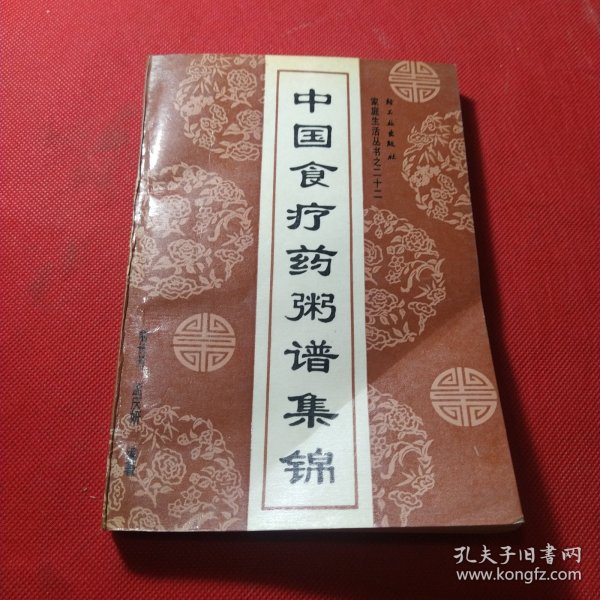 中国食疗药粥谱集锦
家庭生活丛书之二十二
轻工业出版社
编著
孔夫子旧书网
www.kongfz.com